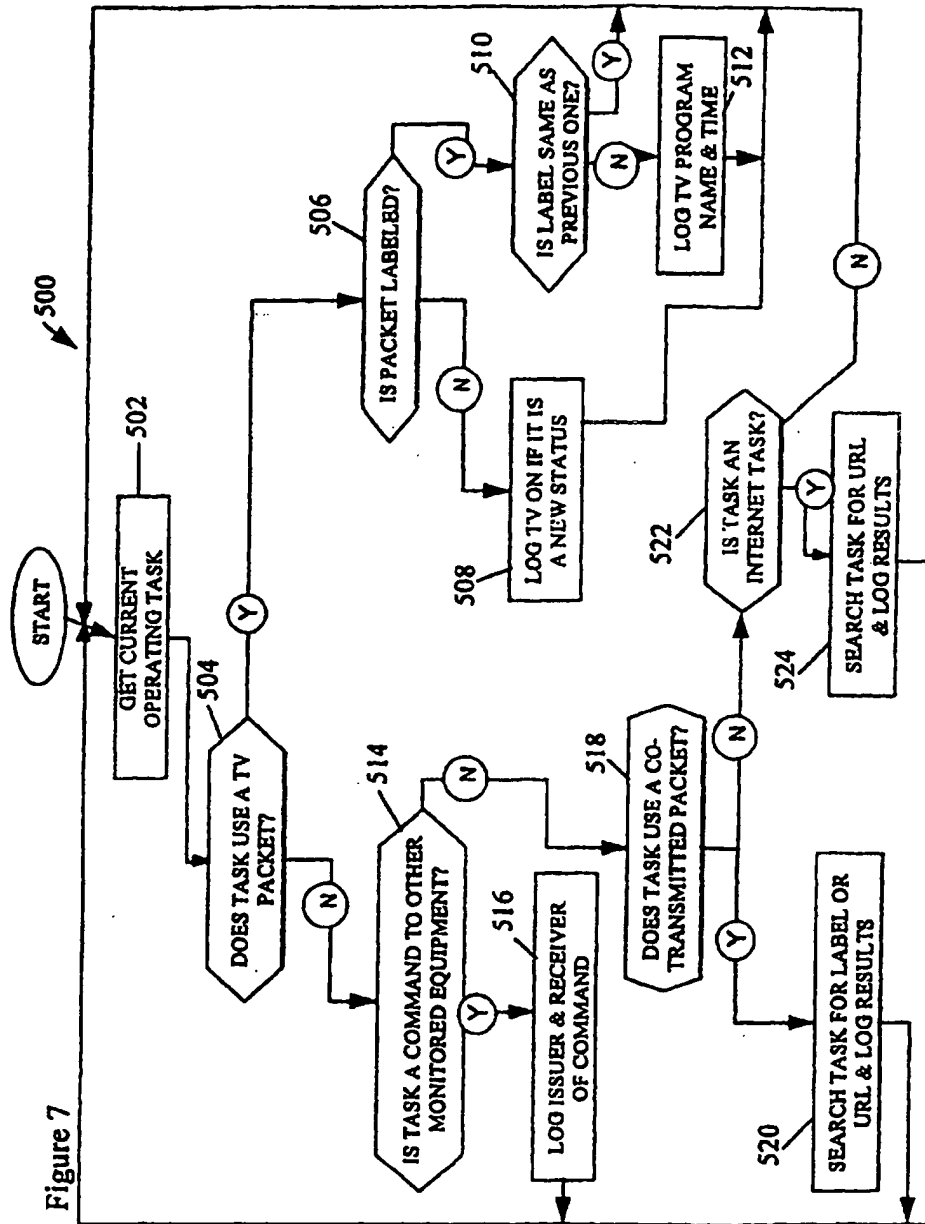 Figure 7
500
START
GET CURRENT
OPERATING TASK
502
504
DOES TASK USE A TV
PACKET?
Y
N
506
IS PACKET LABELED?
Y
N
508
LOG TV ON IF IT IS
A NEW STATUS
510
IS LABEL SAME AS
PREVIOUS ONE?
Y
N
LOG TV PROGRAM
NAME & TIME
512
514
IS TASK A COMMAND TO OTHER
MONITORED EQUIPMENT?
N
Y
516
LOG ISSUER & RECEIVER
OF COMMAND
518
DOES TASK USE A CO-
TRANSMITTED PACKET?
N
Y
520
SEARCH TASK FOR LABEL OR
URL & LOG RESULTS
522
IS TASK AN
INTERNET TASK?
N
Y
524
SEARCH TASK FOR URL
& LOG RESULTS